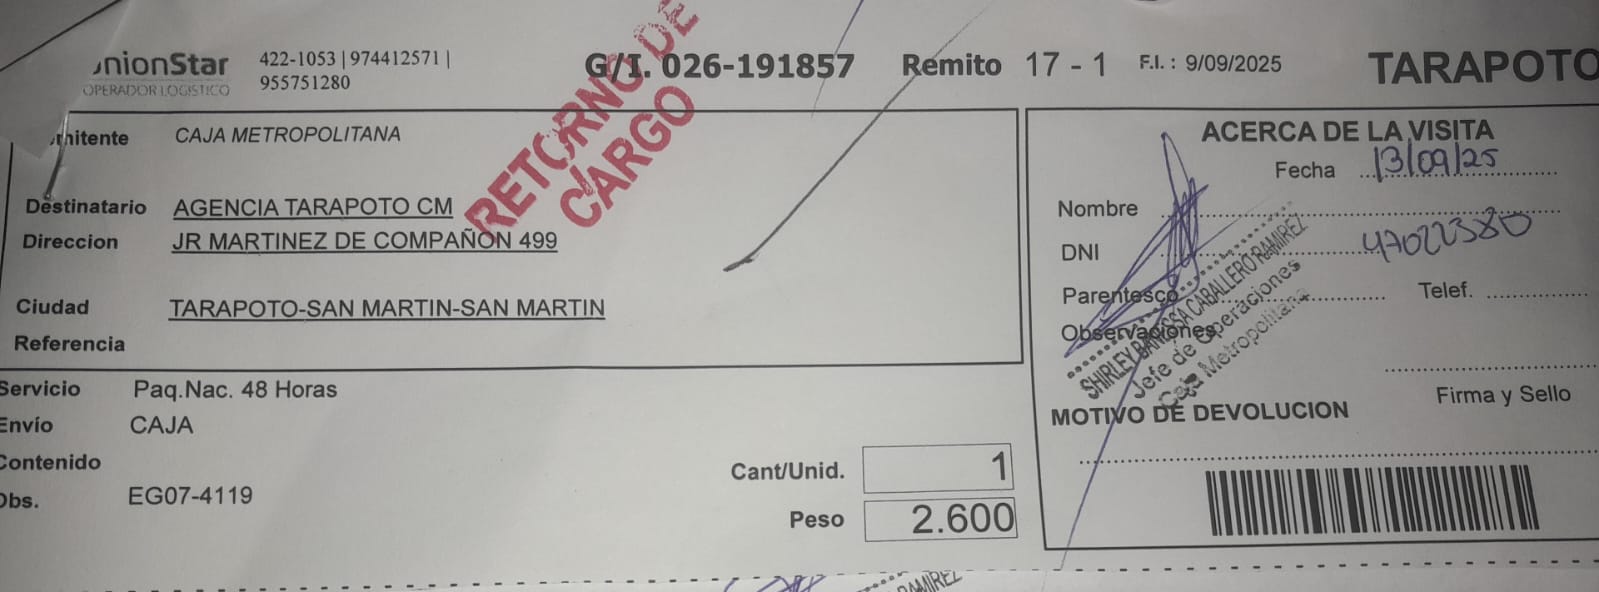 nionStar
OPERADOR LOGISTICO
422-1053 | 974412571 |
955751280
G/I. 026-191857
Remito 17 - 1
F.I. : 9/09/2025
TARAPOTO
RETORNO DE
CARGO
mitente CAJA METROPOLITANA
Destinatario AGENCIA TARAPOTO CM
Direccion JR MARTINEZ DE COMPAÑON 499
Ciudad TARAPOTO-SAN MARTIN-SAN MARTIN
Referencia
Servicio Paq.Nac. 48 Horas
Envío CAJA
Contenido
Obs. EG07-4119
Cant/Unid. 1
Peso 2.600
ACERCA DE LA VISITA
Fecha 13/09/25
Nombre
DNI 47022380
Parentesco
Telef.
Observaciones
SHIRLEY CABALLERO RAMIREZ
Jefe de Operaciones
Caja Metropolitana
Firma y Sello
MOTIVO DE DEVOLUCION
RAMIREZ